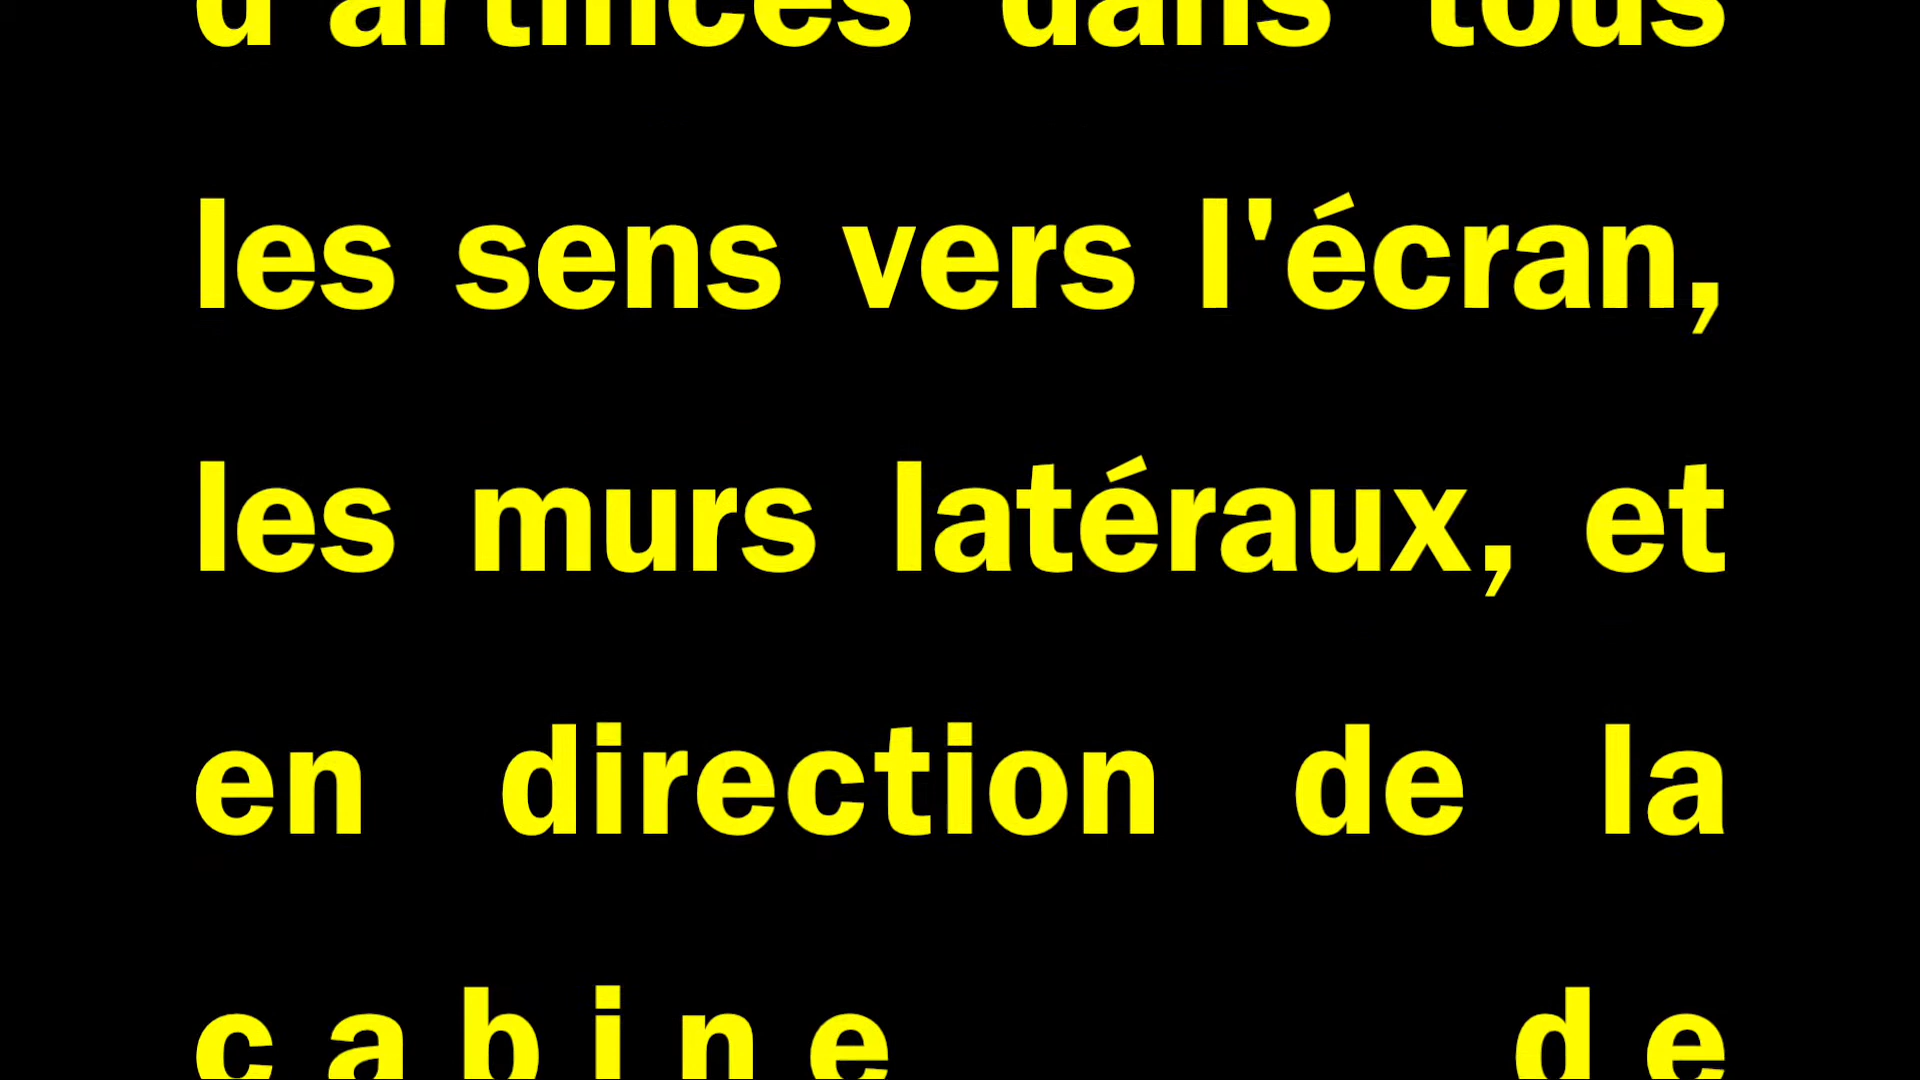 d'artifices dans tous
les sens vers l'écran,
les murs latéraux, et
en direction de la
cabine de